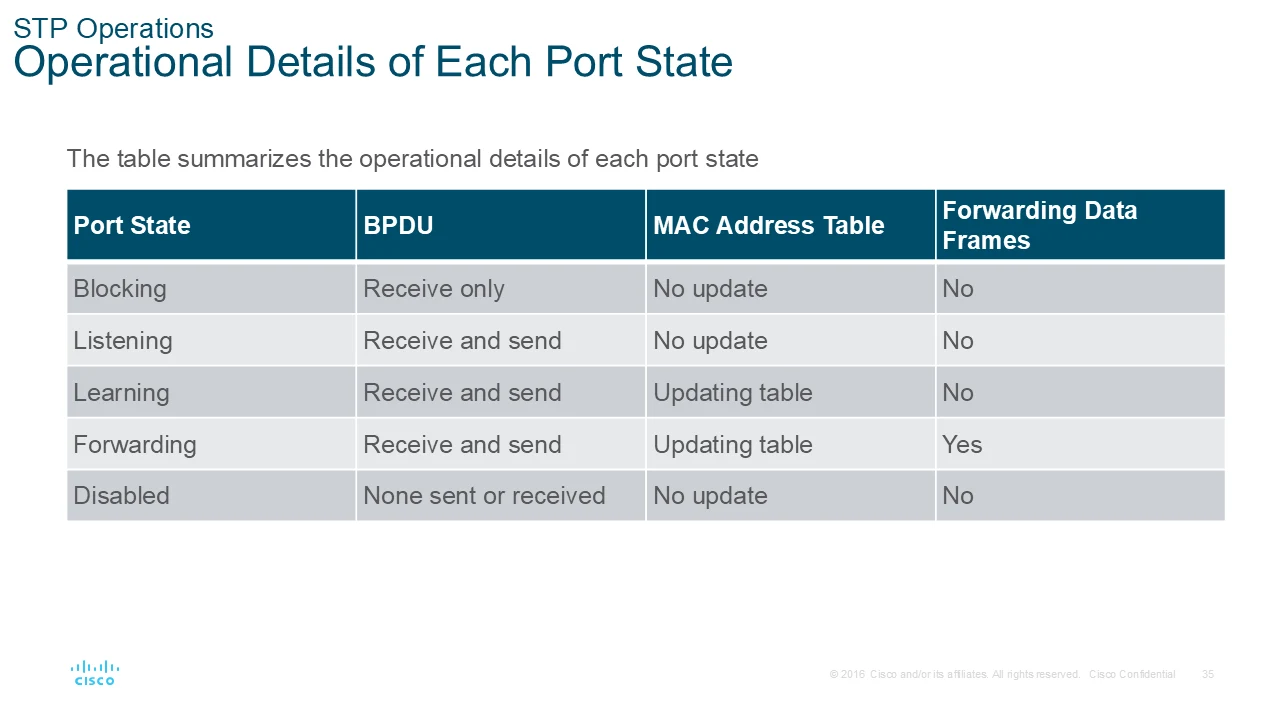 STP Operations
Operational Details of Each Port State
The table summarizes the operational details of each port state
Port State BPDU MAC Address Table Forwarding Data Frames
Blocking Receive only No update No
Listening Receive and send No update No
Learning Receive and send Updating table No
Forwarding Receive and send Updating table Yes
Disabled None sent or received No update No
CISCO
© 2016 Cisco and/or its affiliates. All rights reserved. Cisco Confidential 35